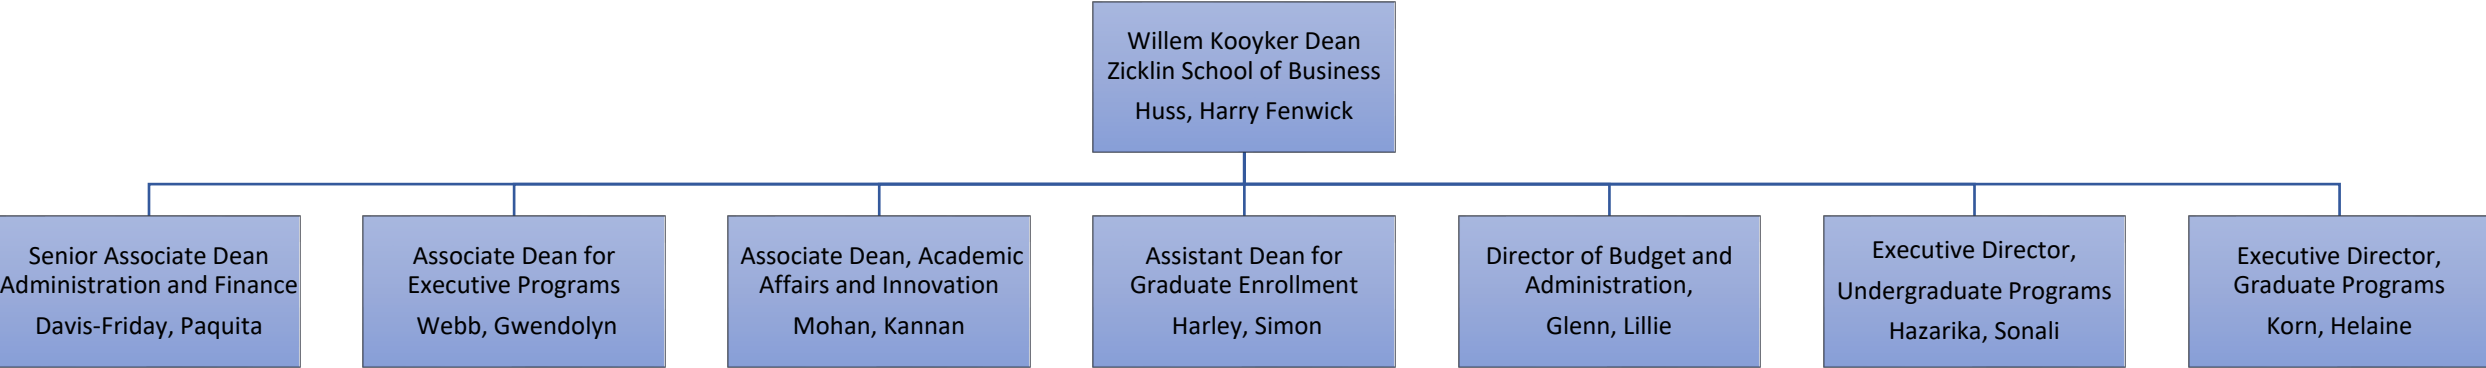 Willem Kooyker Dean
Zicklin School of Business
Huss, Harry Fenwick
Senior Associate Dean
Administration and Finance
Davis-Friday, Paquita
Associate Dean for
Executive Programs
Webb, Gwendolyn
Associate Dean, Academic
Affairs and Innovation
Mohan, Kannan
Assistant Dean for
Graduate Enrollment
Harley, Simon
Director of Budget and
Administration,
Glenn, Lillie
Executive Director,
Undergraduate Programs
Hazarika, Sonali
Executive Director,
Graduate Programs
Korn, Helaine